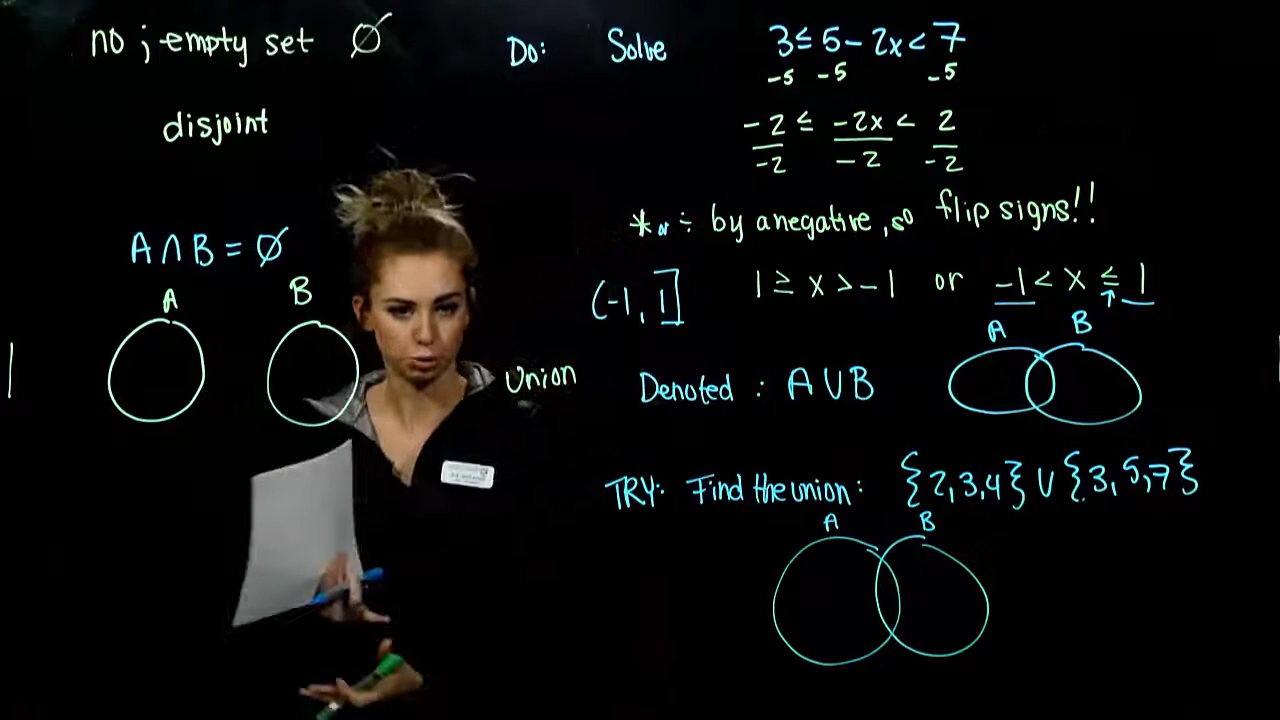 no ; empty set ∅
disjoint
A ∩ B = ∅
A B
Do: Solve 3 ≤ 5 - 2x < 7
-5 -5 -5
-2 ≤ -2x < 2
-2 -2 -2
* or ÷ by a negative, so flip signs!!
(-1, 1] 1 ≥ x > -1 or -1 < x ≤ 1
Union Denoted : A ∪ B
A B
TRY: Find the union: {2,3,4} ∪ {3,5,7}
A B